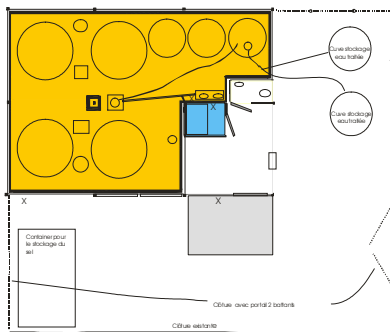 Cuve stockage
eau traitée
Cuve stockage
eau traitée
X
X
X
Container pour
le stockage du
sel.
Clôture avec portail 2 battants
Clôture existante